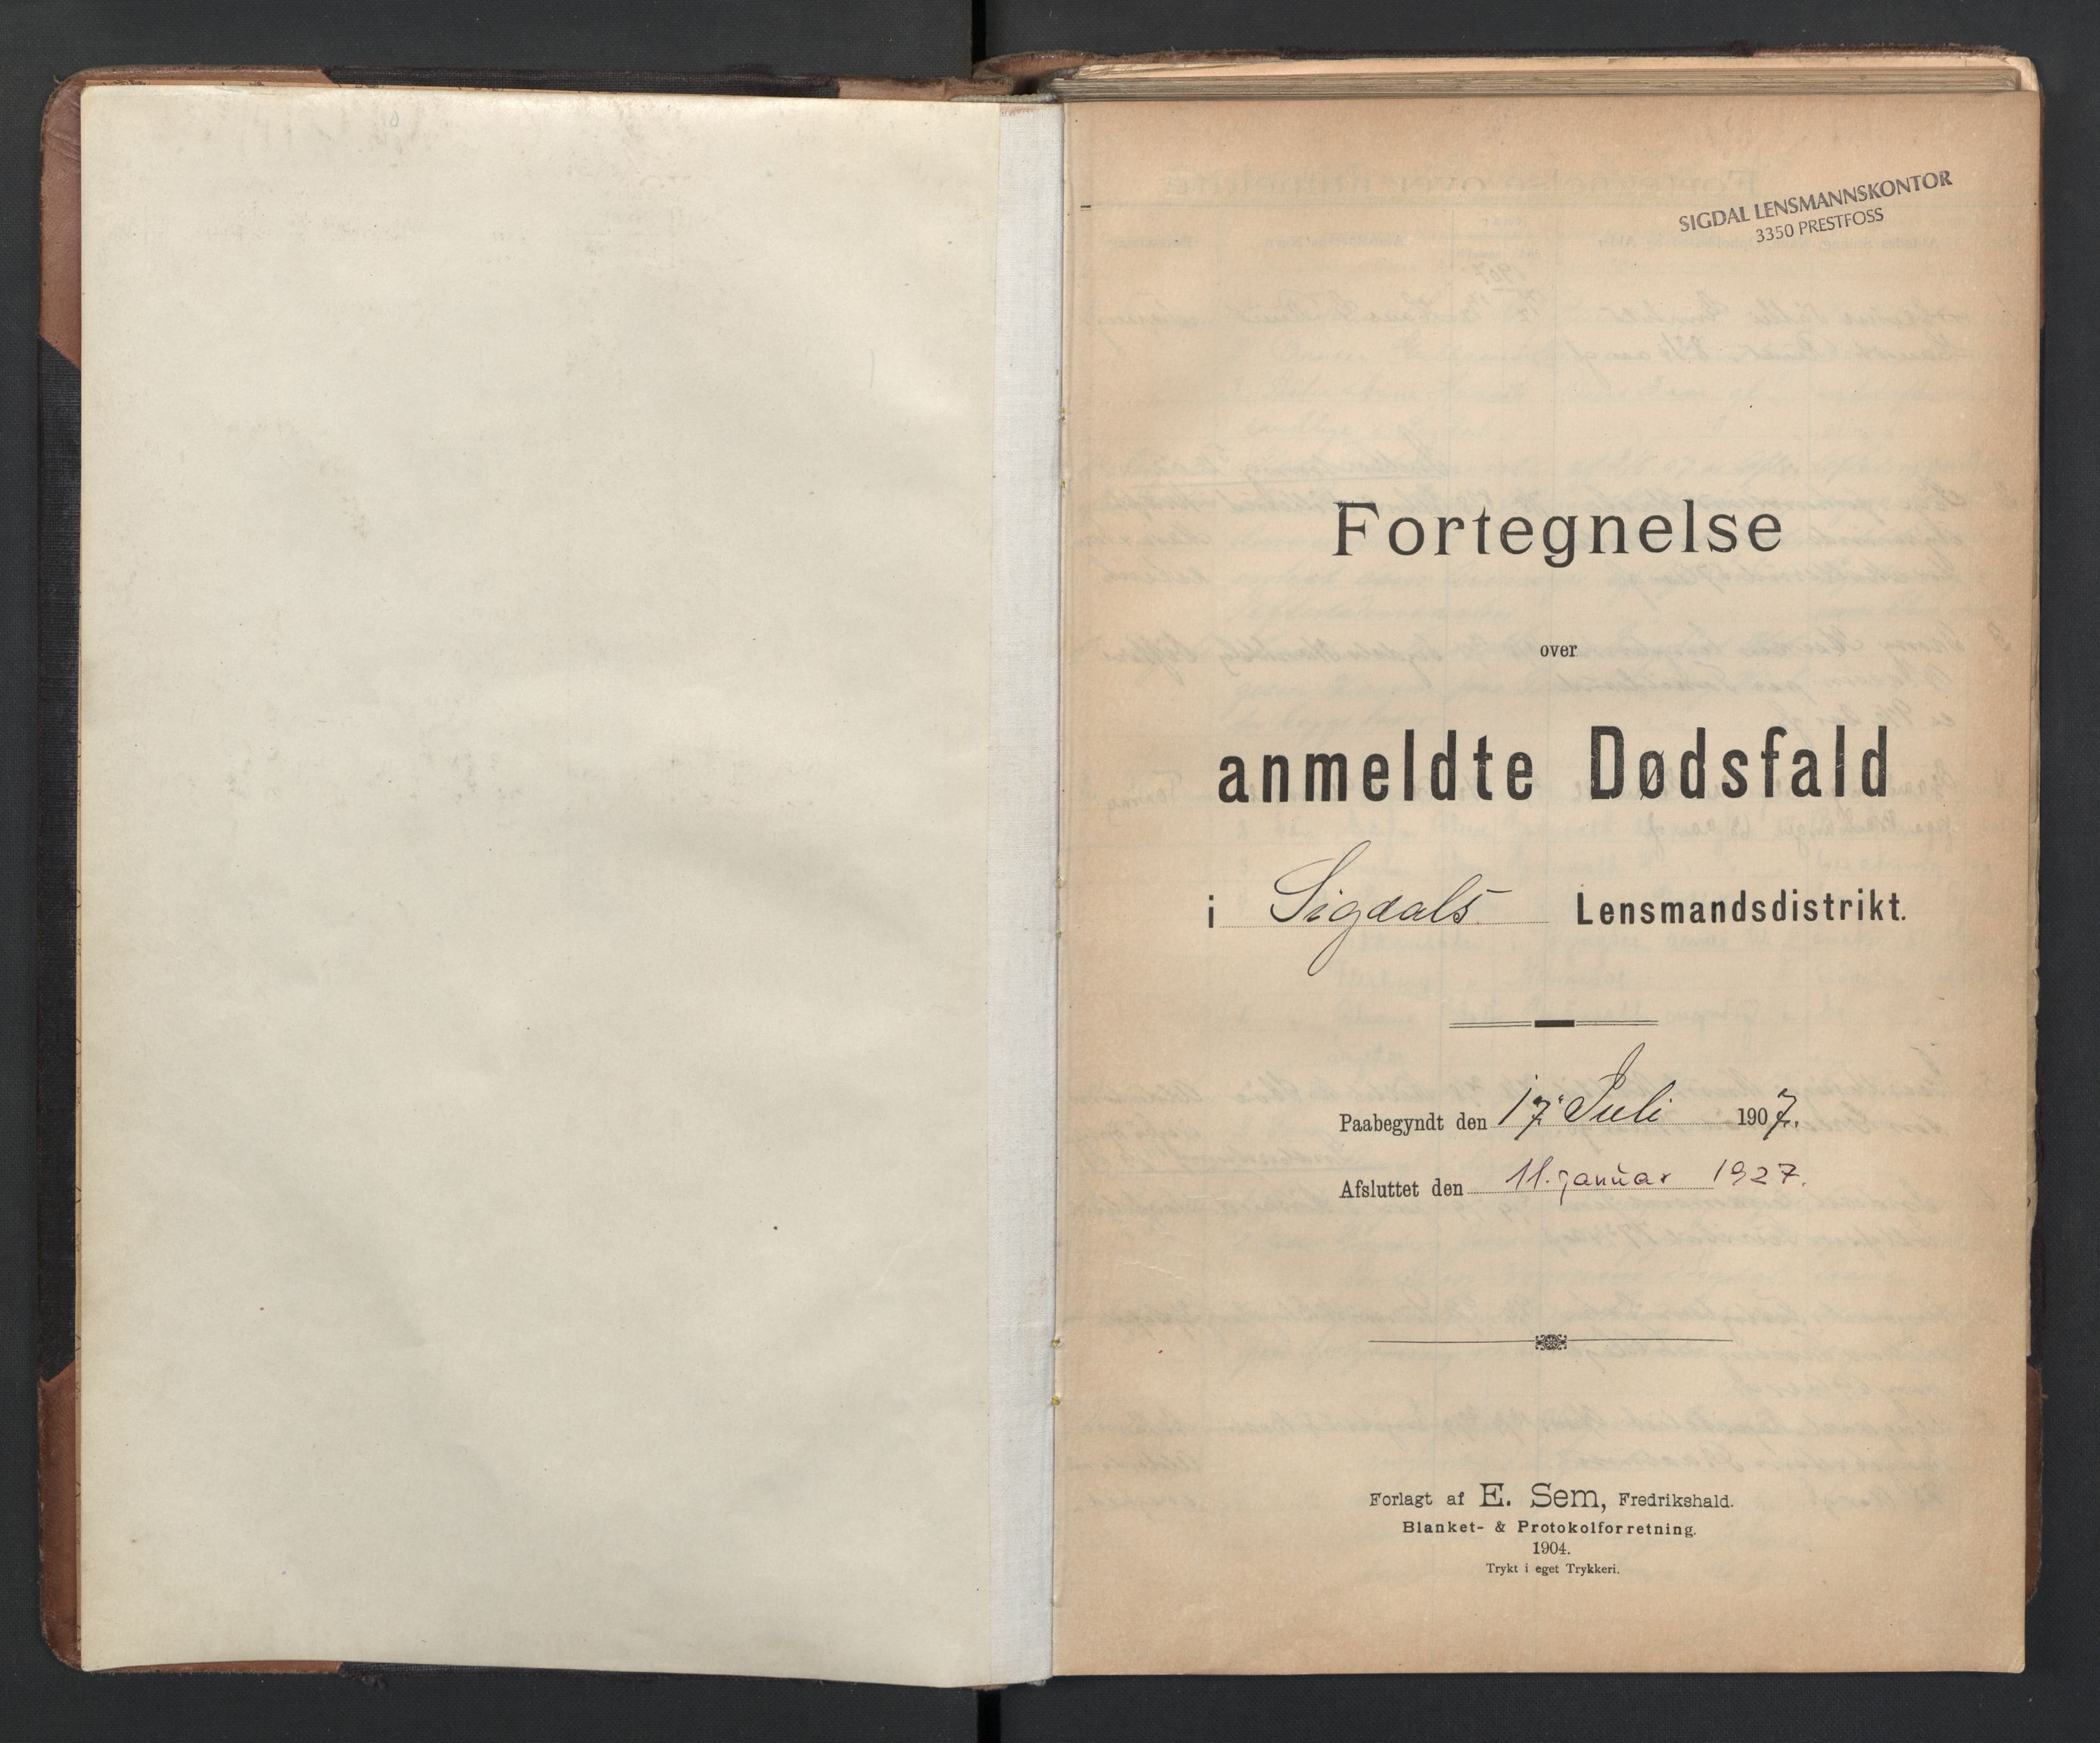 SIGDAL LENSMANNSKONTOR
3350 PRESTFOSS
Fortegnelse
over
anmeldte Dødsfald
i Sigdals Lensmandsdistrikt.
Paabegyndt den 17. Juli 1907.
Afsluttet den 11. januar 1927.
Forlagt af E. Sem, Fredrikshald.
Blanket- & Protokolforretning.
1904.
Trykt i eget Trykkeri.